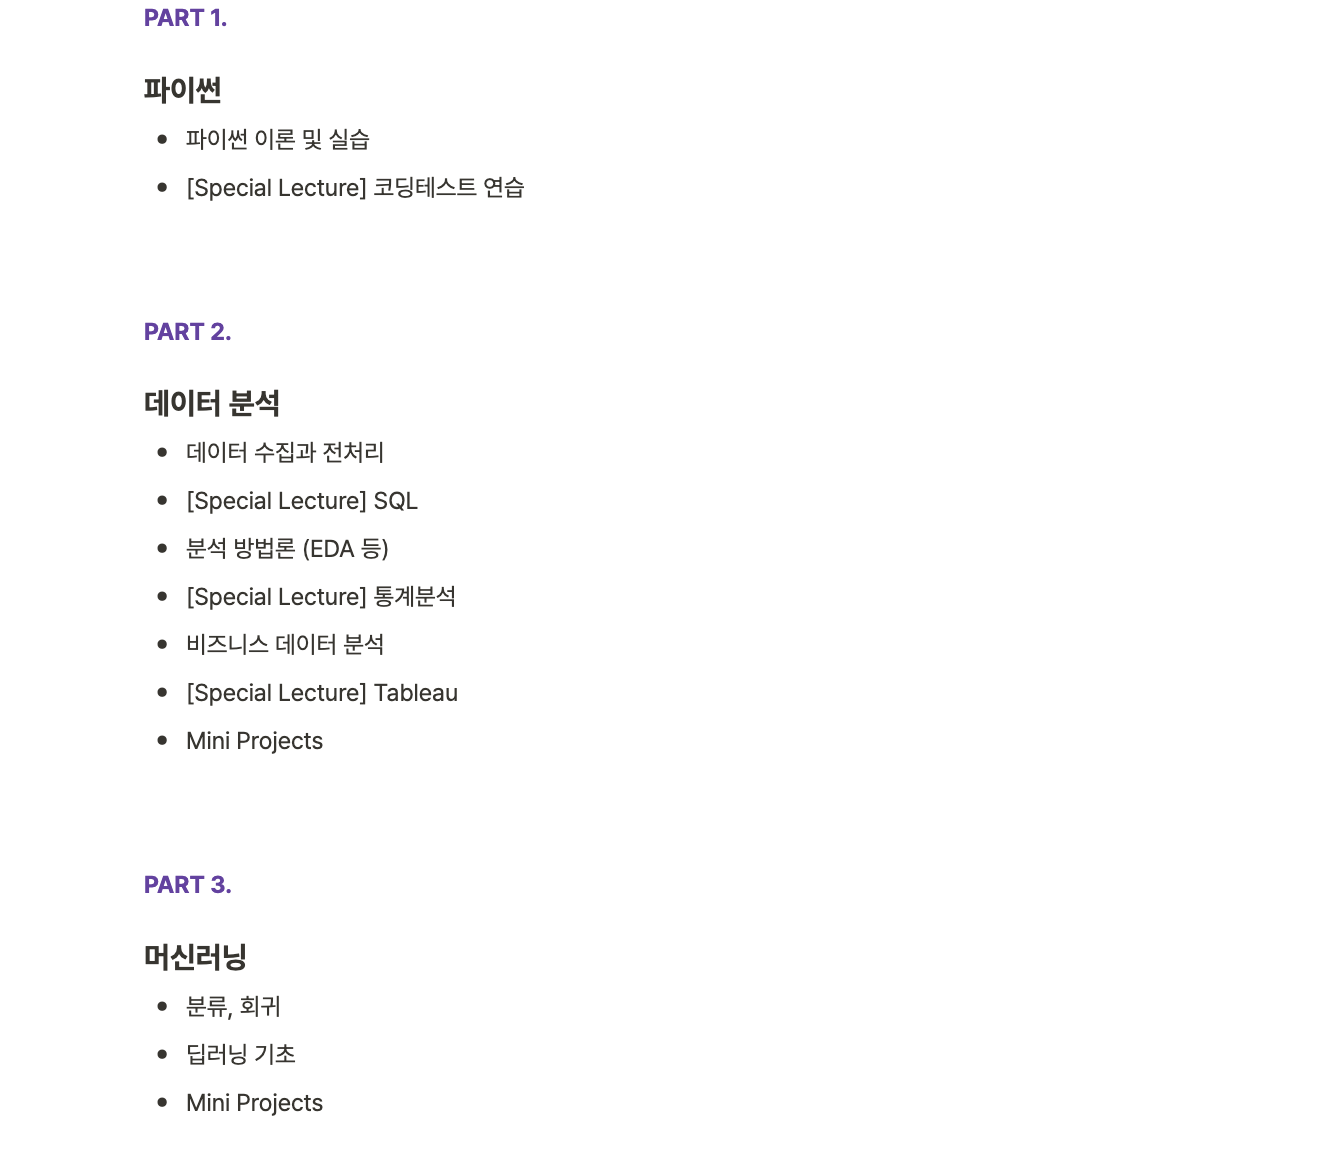 PART 1.
파이썬
• 파이썬 이론 및 실습
• [Special Lecture] 코딩테스트 연습
PART 2.
데이터 분석
• 데이터 수집과 전처리
• [Special Lecture] SQL
• 분석 방법론 (EDA 등)
• [Special Lecture] 통계분석
• 비즈니스 데이터 분석
• [Special Lecture] Tableau
• Mini Projects
PART 3.
머신러닝
• 분류, 회귀
• 딥러닝 기초
• Mini Projects